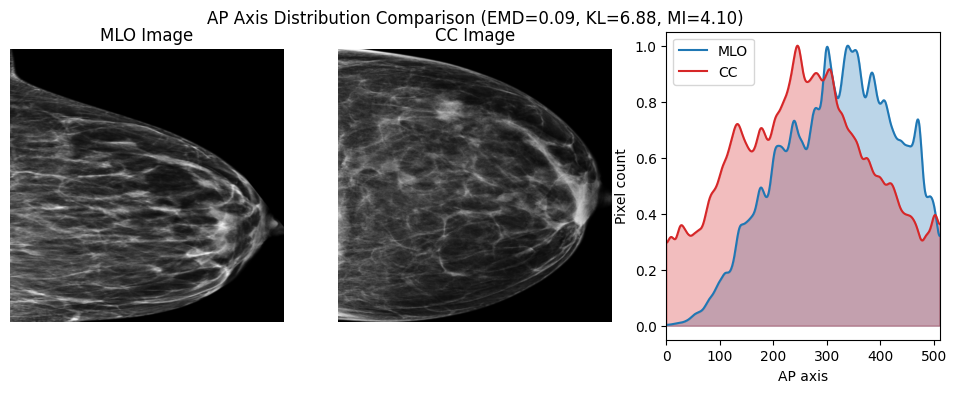 AP Axis Distribution Comparison (EMD=0.09, KL=6.88, MI=4.10)
MLO Image
CC Image
MLO
CC
Pixel count
1.0
0.8
0.6
0.4
0.2
0.0
0 100 200 300 400 500
AP axis